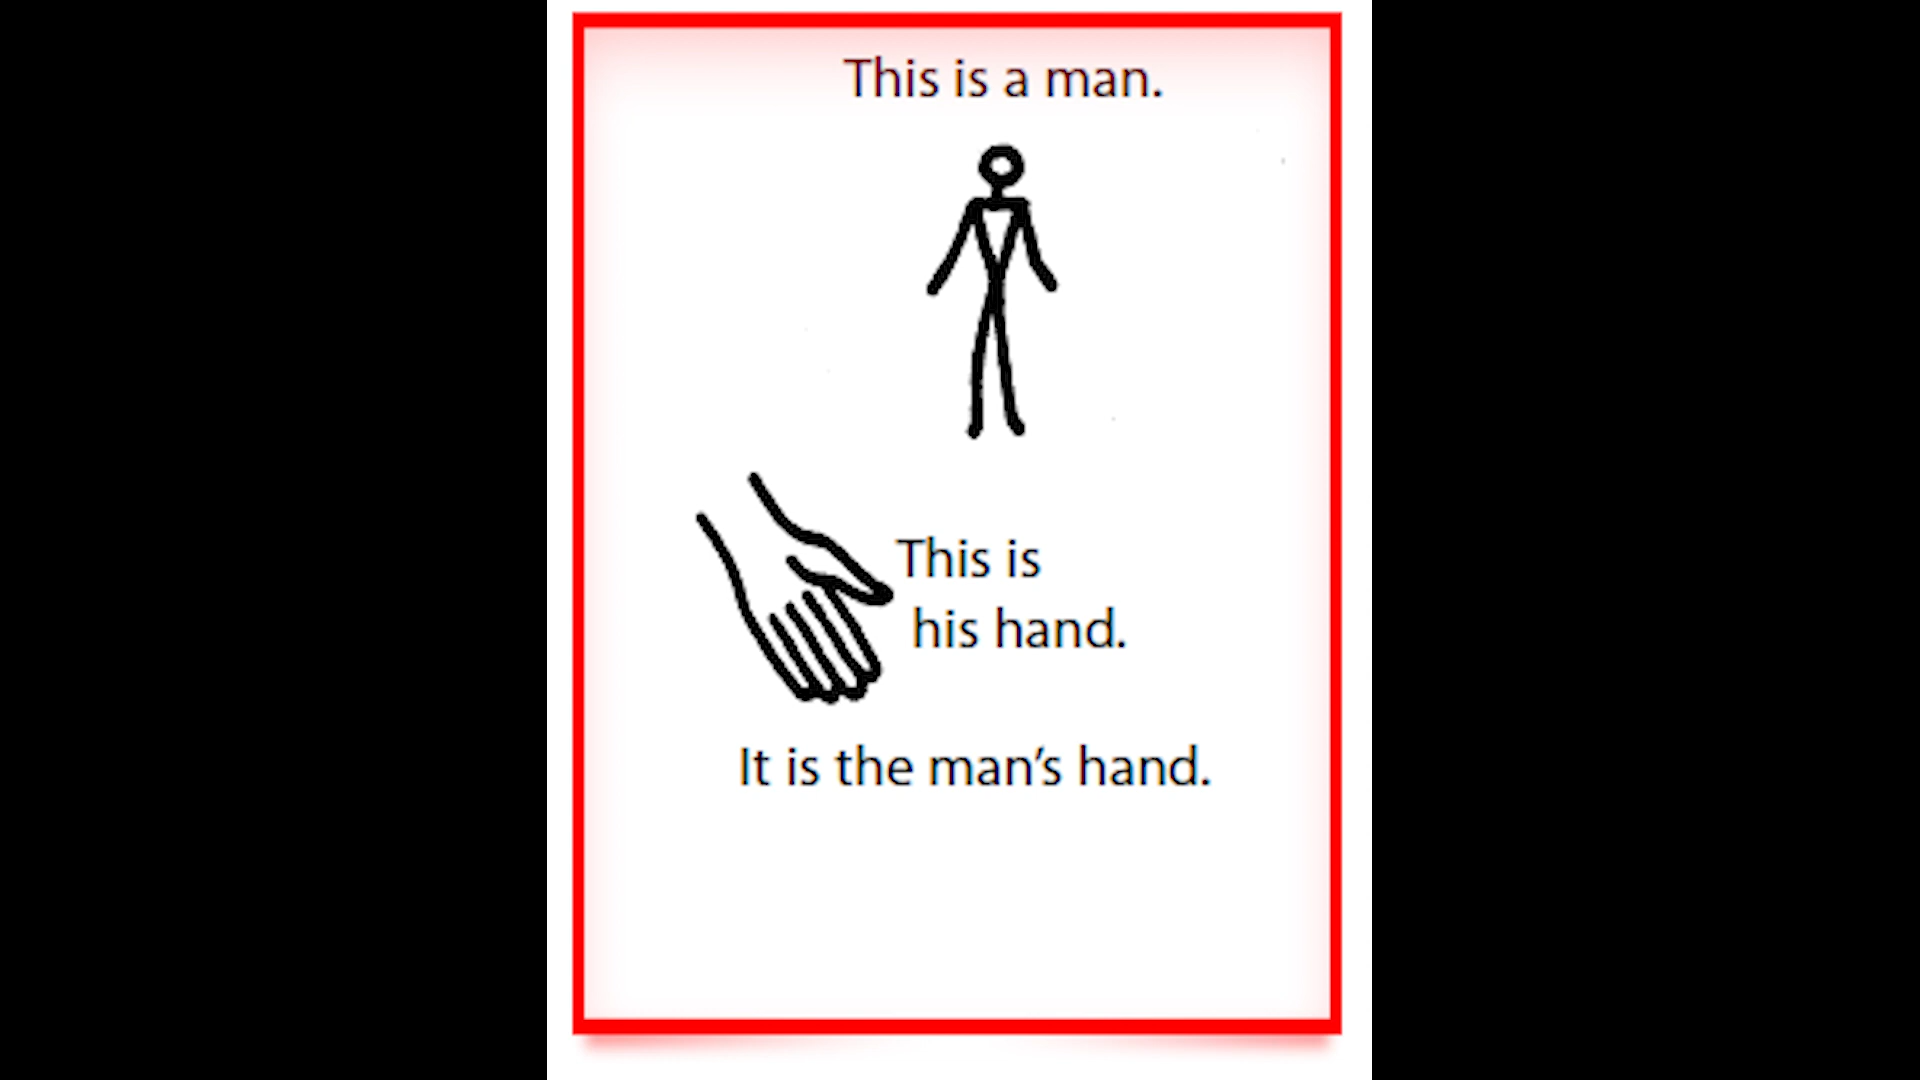 This is a man.
This is
his hand.
It is the man’s hand.